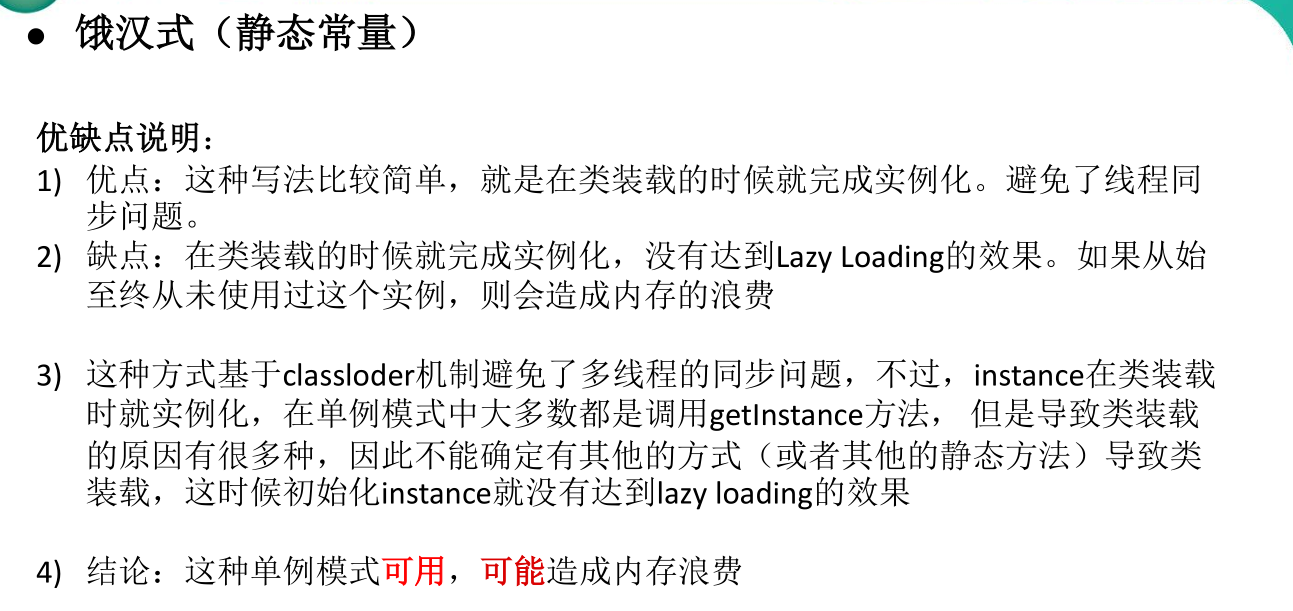 ● 饿汉式（静态常量）
优缺点说明：
1) 优点：这种写法比较简单，就是在类装载的时候就完成实例化。避免了线程同
步问题。
2) 缺点：在类装载的时候就完成实例化，没有达到Lazy Loading的效果。如果从始
至终从未使用过这个实例，则会造成内存的浪费
3) 这种方式基于classloder机制避免了多线程的同步问题，不过，instance在类装载
时就实例化，在单例模式中大多数都是调用getInstance方法， 但是导致类装载
的原因有很多种，因此不能确定有其他的方式（或者其他的静态方法）导致类
装载，这时候初始化instance就没有达到lazy loading的效果
4) 结论：这种单例模式可用，可能造成内存浪费